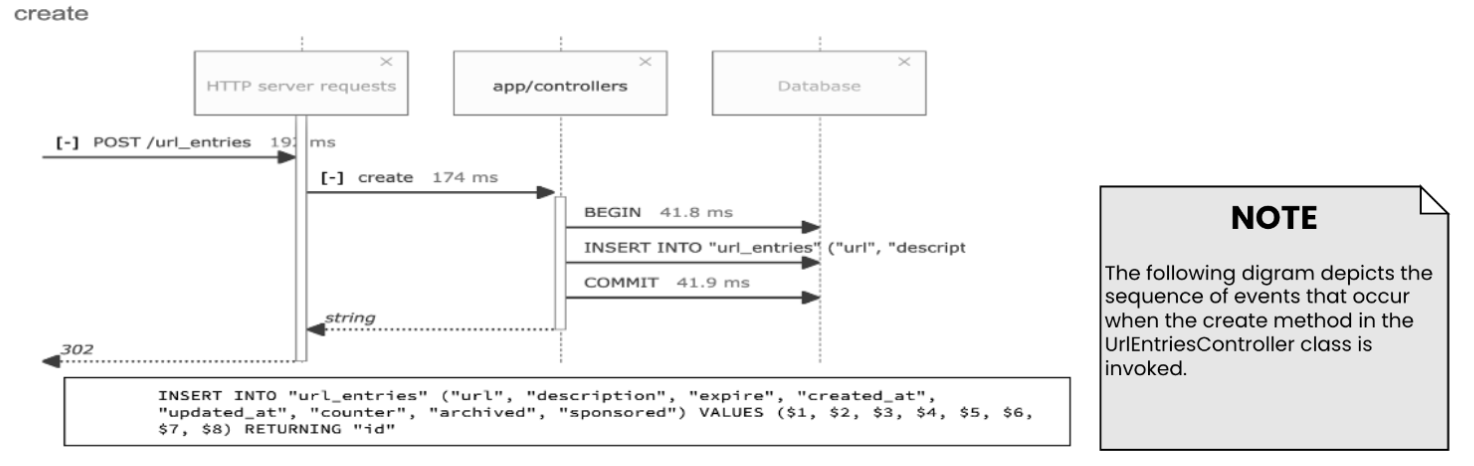 create
HTTP server requests
app/controllers
Database
[-] POST /url_entries ms
[-] create 174 ms
BEGIN 41.8 ms
INSERT INTO "url_entries" ("url", "descript
COMMIT 41.9 ms
string
302
INSERT INTO "url_entries" ("url", "description", "expire", "created_at",
"updated_at", "counter", "archived", "sponsored") VALUES ($1, $2, $3, $4, $5, $6,
$7, $8) RETURNING "id"
NOTE
The following digram depicts the
sequence of events that occur
when the create method in the
UrlEntriesController class is
invoked.